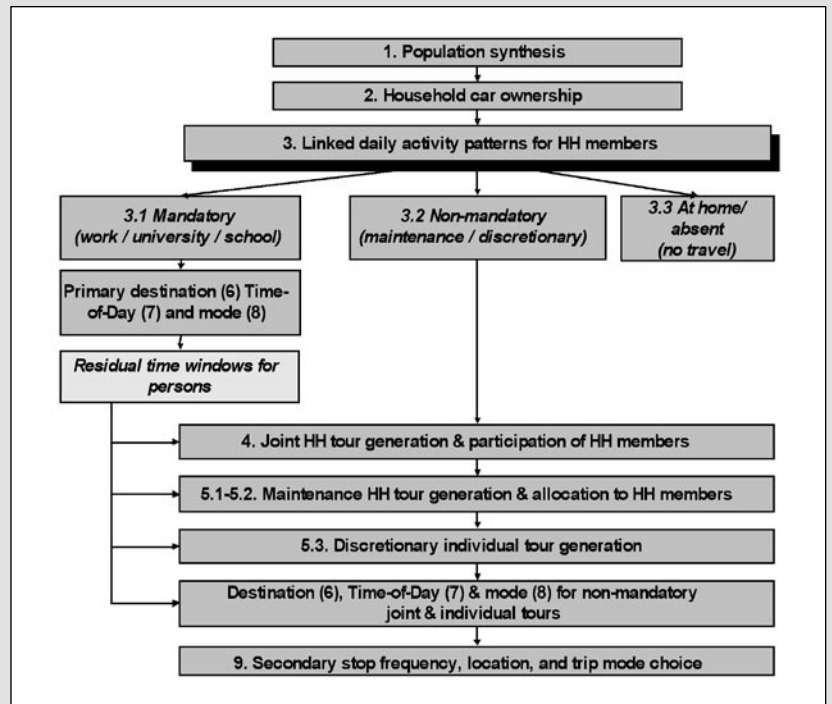 1. Population synthesis
2. Household car ownership
3. Linked daily activity patterns for HH members
3.1 Mandatory
(work / university / school)
3.2 Non-mandatory
(maintenance / discretionary)
3.3 At home/
absent
(no travel)
Primary destination (6) Time-
of-Day (7) and mode (8)
Residual time windows for
persons
4. Joint HH tour generation & participation of HH members
5.1-5.2. Maintenance HH tour generation & allocation to HH members
5.3. Discretionary individual tour generation
Destination (6), Time-of-Day (7) & mode (8) for non-mandatory
joint & individual tours
9. Secondary stop frequency, location, and trip mode choice